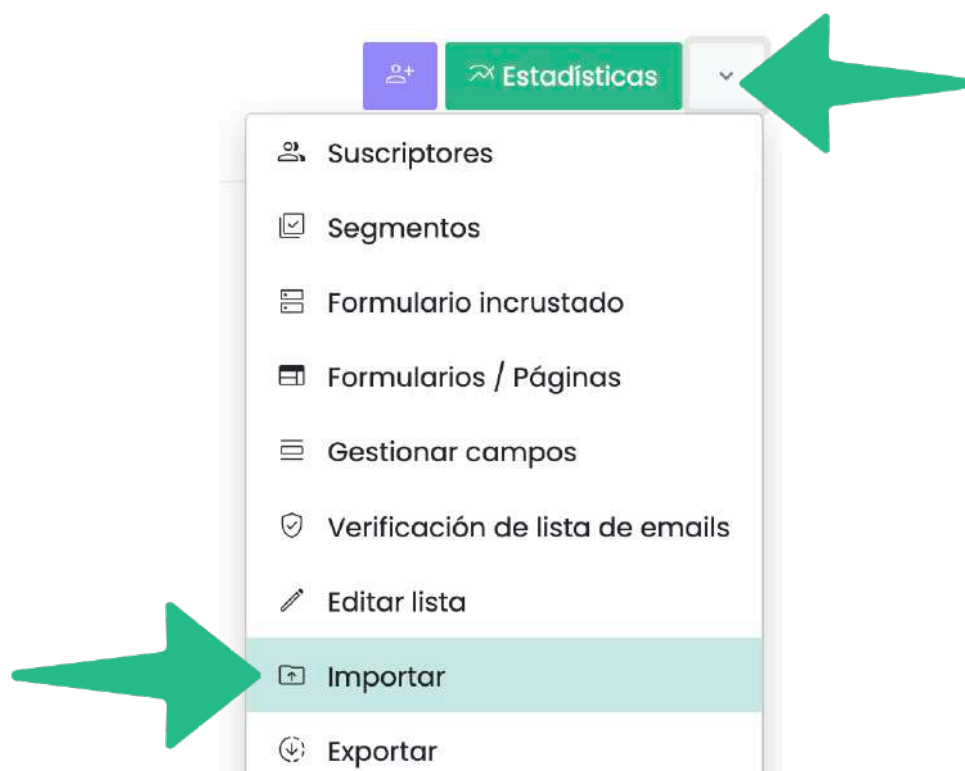 Estadísticas
Suscriptores
Segmentos
Formulario incrustado
Formularios / Páginas
Gestionar campos
Verificación de lista de emails
Editar lista
Importar
Exportar